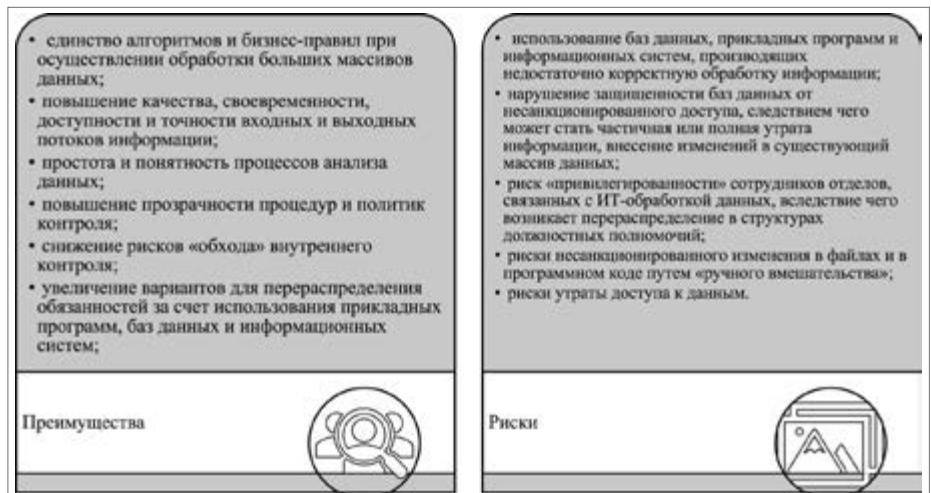 • единство алгоритмов и бизнес-правил при
осуществлении обработки больших массивов
данных;
• повышение качества, своевременности,
доступности и точности входных и выходных
потоков информации;
• простота и понятность процессов анализа
данных;
• повышение прозрачности процедур и политик
контроля;
• снижение рисков «обхода» внутреннего
контроля;
• увеличение вариантов для перераспределения
обязанностей за счет использования прикладных
программ, баз данных и информационных
систем;
Преимущества
• использование баз данных, прикладных программ и
информационных систем, производящих
недостаточно корректную обработку информации;
• нарушение защищенности баз данных от
несанкционированного доступа, следствием чего
может стать частичная или полная утрата
информации, внесение изменений в существующий
массив данных;
• риск «привилегированности» сотрудников отделов,
связанных с ИТ-обработкой данных, вследствие чего
возникает перераспределение в структурах
должностных полномочий;
• риски несанкционированного изменения в файлах и в
программном коде путем «ручного вмешательства»;
• риски утраты доступа к данным.
Риски